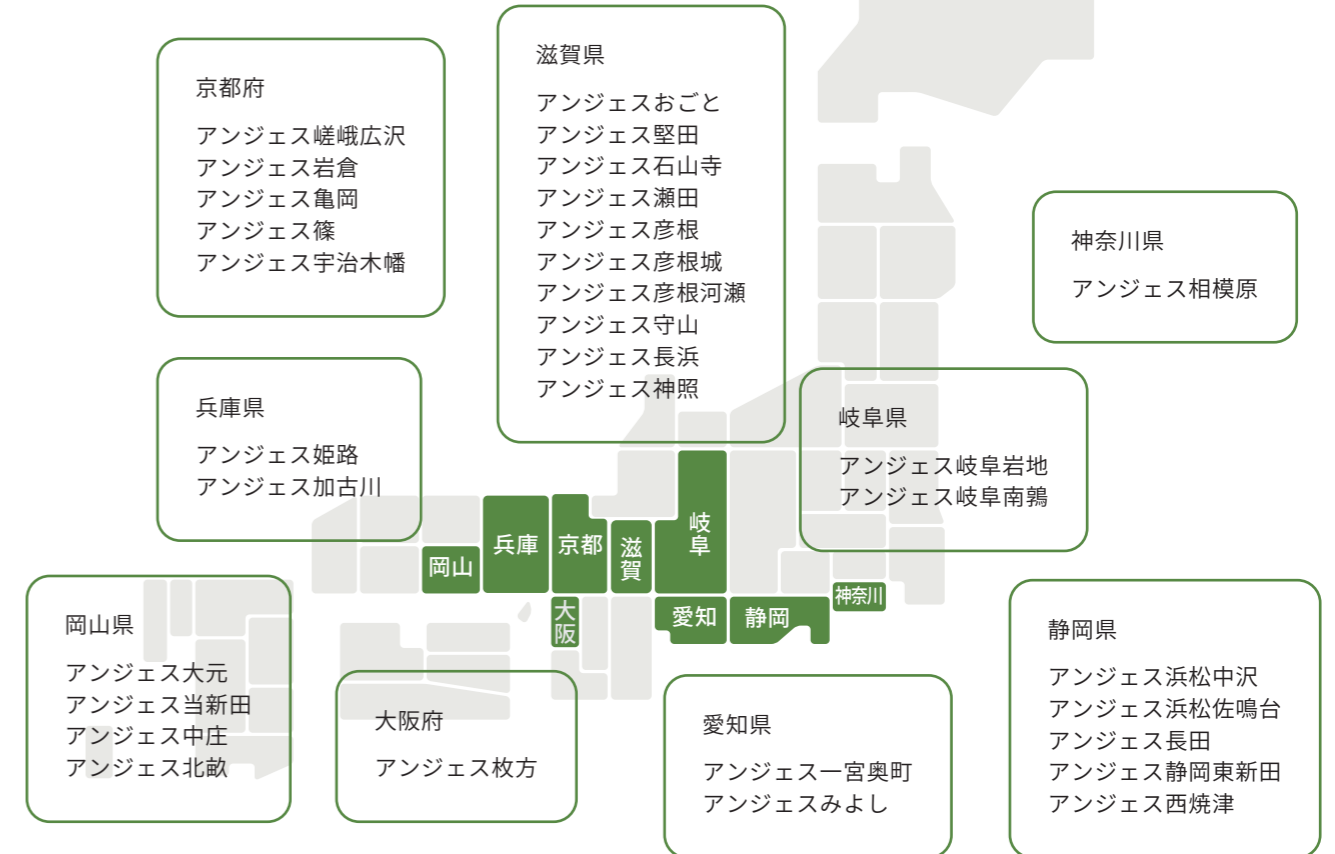 京都府
アンジェス嵯峨広沢
アンジェス岩倉
アンジェス亀岡
アンジェス篠
アンジェス宇治木幡
滋賀県
アンジェスおごと
アンジェス堅田
アンジェス石山寺
アンジェス瀬田
アンジェス彦根
アンジェス彦根城
アンジェス彦根河瀬
アンジェス守山
アンジェス長浜
アンジェス神照
神奈川県
アンジェス相模原
兵庫県
アンジェス姫路
アンジェス加古川
岐阜県
アンジェス岐阜岩地
アンジェス岐阜南鶉
岡山
兵庫
京都
滋賀
岐阜
大阪
愛知
静岡
神奈川
岡山県
アンジェス大元
アンジェス当新田
アンジェス中庄
アンジェス北畝
大阪府
アンジェス枚方
愛知県
アンジェス一宮奥町
アンジェスみよし
静岡県
アンジェス浜松中沢
アンジェス浜松佐鳴台
アンジェス長田
アンジェス静岡東新田
アンジェス西焼津